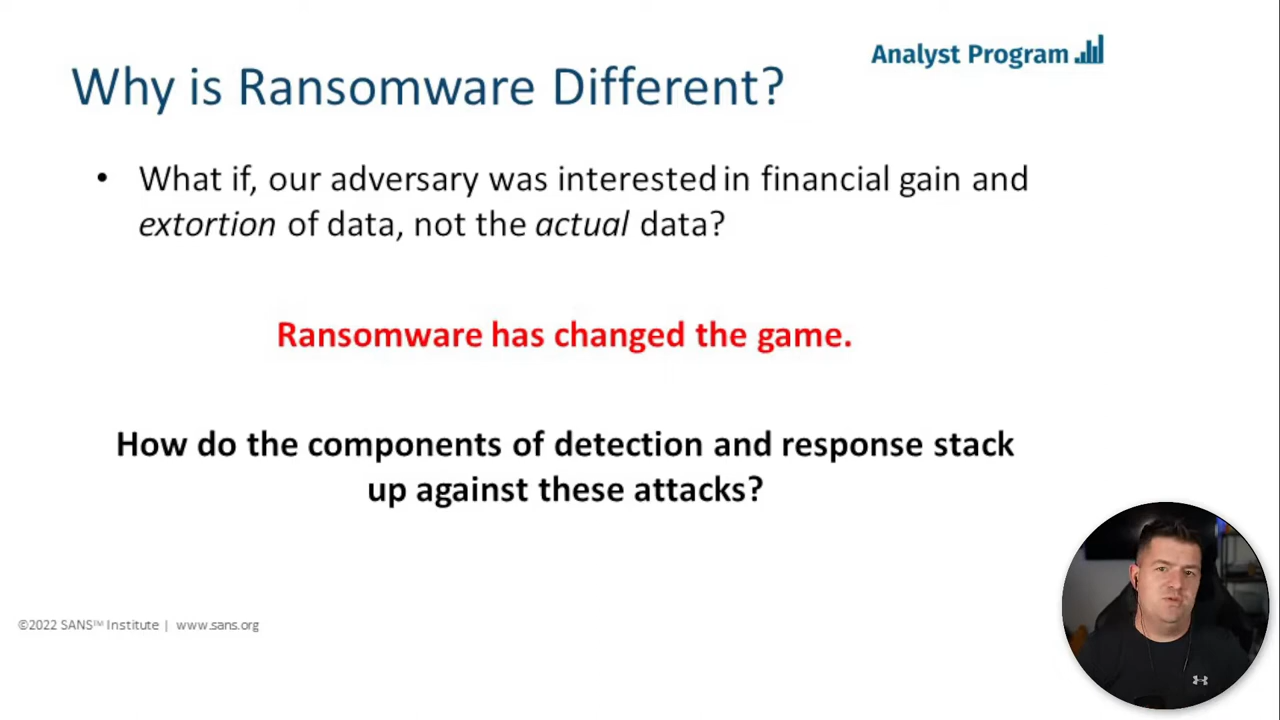 Analyst Program
Why is Ransomware Different?
• What if, our adversary was interested in financial gain and
extortion of data, not the actual data?
Ransomware has changed the game.
How do the components of detection and response stack
up against these attacks?
©2022 SANS™ Institute | www.sans.org